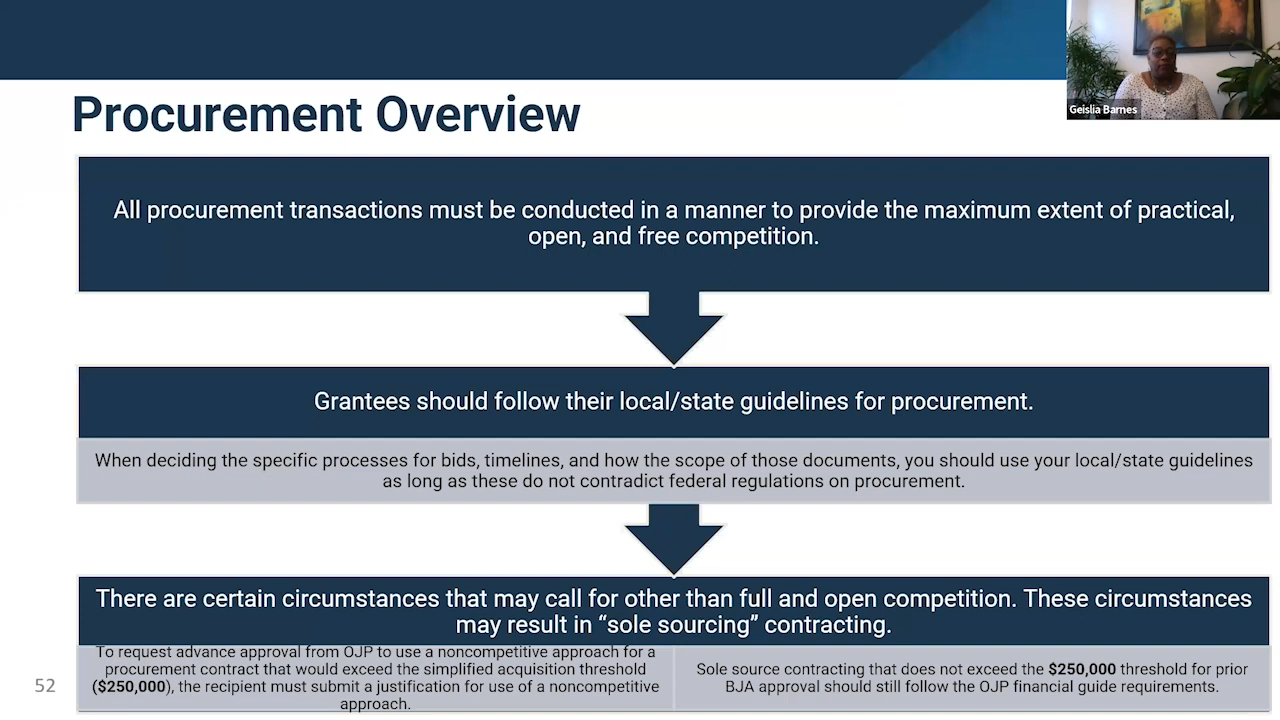 Geislia Barnes
Procurement Overview
All procurement transactions must be conducted in a manner to provide the maximum extent of practical,
open, and free competition.
Grantees should follow their local/state guidelines for procurement.
When deciding the specific processes for bids, timelines, and how the scope of those documents, you should use your local/state guidelines
as long as these do not contradict federal regulations on procurement.
There are certain circumstances that may call for other than full and open competition. These circumstances
may result in “sole sourcing” contracting.
To request advance approval from OJP to use a noncompetitive approach for a
procurement contract that would exceed the simplified acquisition threshold
($250,000), the recipient must submit a justification for use of a noncompetitive
approach.
Sole source contracting that does not exceed the $250,000 threshold for prior
BJA approval should still follow the OJP financial guide requirements.
52